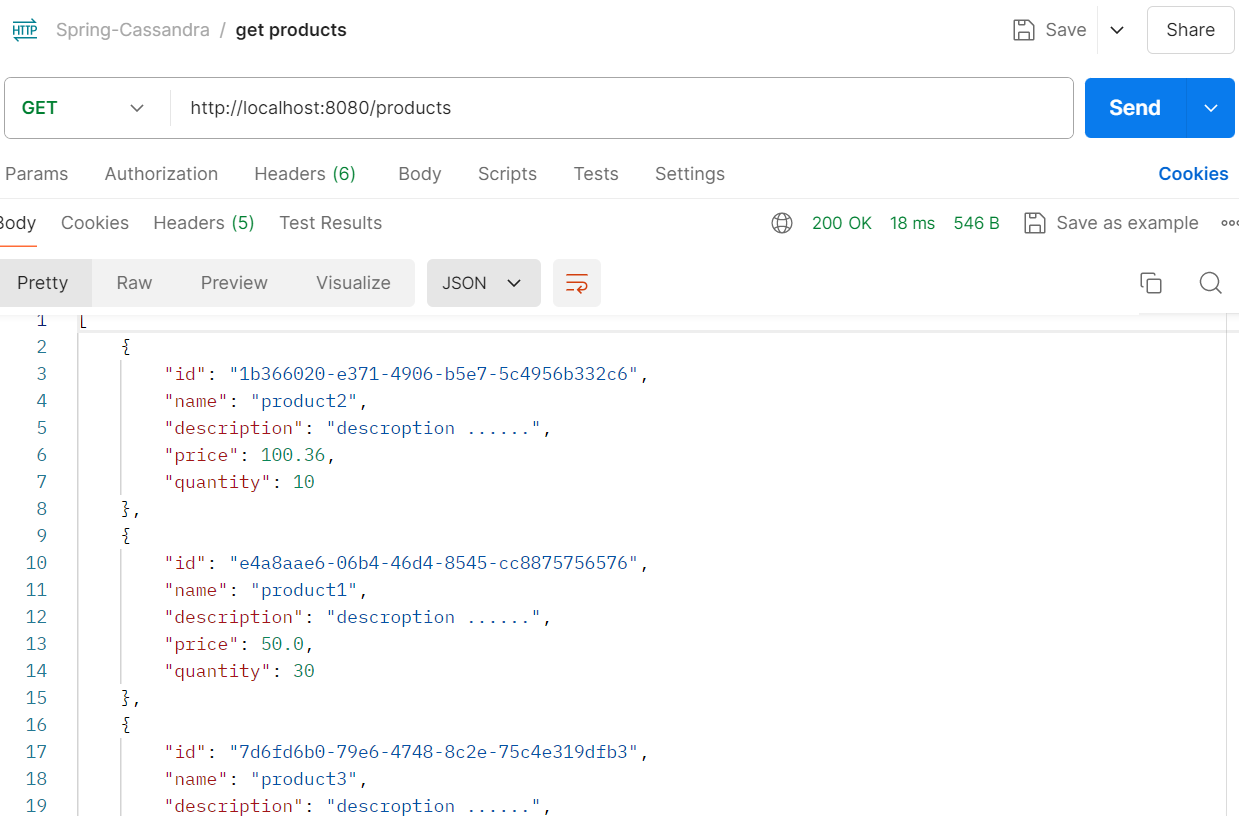 HTTP Spring-Cassandra / get products Save Share
GET http://localhost:8080/products Send
Params Authorization Headers (6) Body Scripts Tests Settings Cookies
Body Cookies Headers (5) Test Results 200 OK 18 ms 546 B Save as example
Pretty Raw Preview Visualize JSON
1 [
2 {
3 "id": "1b366020-e371-4906-b5e7-5c4956b332c6",
4 "name": "product2",
5 "description": "descroption ......",
6 "price": 100.36,
7 "quantity": 10
8 },
9 {
10 "id": "e4a8aae6-06b4-46d4-8545-cc8875756576",
11 "name": "product1",
12 "description": "descroption ......",
13 "price": 50.0,
14 "quantity": 30
15 },
16 {
17 "id": "7d6fd6b0-79e6-4748-8c2e-75c4e319dfb3",
18 "name": "product3",
19 "description": "descroption ......",